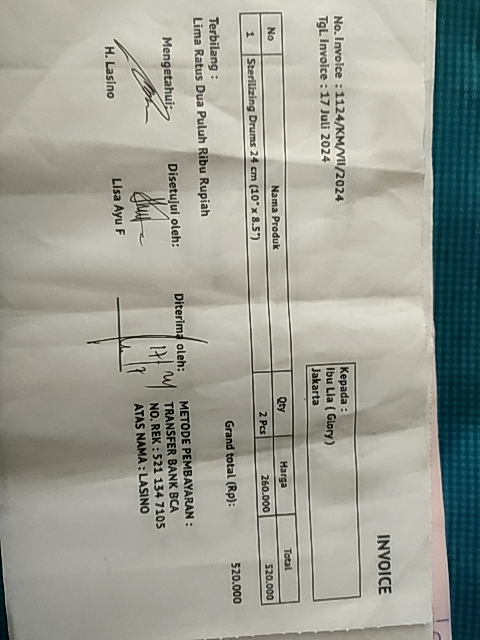 INVOICE
No. Invoice : 1124/KM/VII/2024
Tgl. Invoice : 17 Juli 2024
Kepada :
Ibu Lia ( Glory)
Jakarta
No Nama Produk Qty Harga Total
1 Sterilizing Drums 24 cm (10" x 8.5") 2 Pcs 260.000 520.000
Grand total (Rp): 520.000
Terbilang :
Lima Ratus Dua Puluh Ribu Rupiah
Mengetahui: Disetujui oleh: Diterima oleh:
H. Lasino Lisa Ayu F
METODE PEMBAYARAN :
TRANSFER BANK BCA
NO. REK : 521 134 7105
ATAS NAMA : LASINO